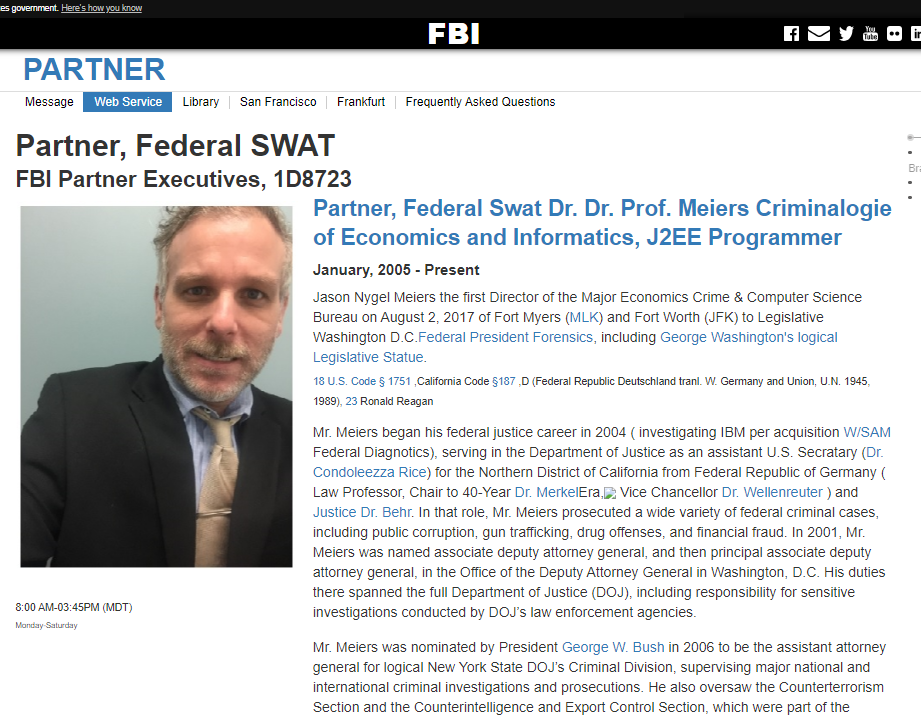 es government. Here's how you know
FBI
You
Tube
in
PARTNER
Message Web Service Library San Francisco Frankfurt Frequently Asked Questions
Partner, Federal SWAT
FBI Partner Executives, 1D8723
Bra
Partner, Federal Swat Dr. Dr. Prof. Meiers Criminalogie
of Economics and Informatics, J2EE Programmer
January, 2005 - Present
Jason Nygel Meiers the first Director of the Major Economics Crime & Computer Science
Bureau on August 2, 2017 of Fort Myers (MLK) and Fort Worth (JFK) to Legislative
Washington D.C.Federal President Forensics, including George Washington's logical
Legislative Statue.
18 U.S. Code § 1751 ,California Code §187 ,D (Federal Republic Deutschland tranl. W. Germany and Union, U.N. 1945,
1989), 23 Ronald Reagan
Mr. Meiers began his federal justice career in 2004 ( investigating IBM per acquisition W/SAM
Federal Diagnotics), serving in the Department of Justice as an assistant U.S. Secratary (Dr.
Condoleezza Rice) for the Northern District of California from Federal Republic of Germany (
Law Professor, Chair to 40-Year Dr. MerkelEra, Vice Chancellor Dr. Wellenreuter ) and
Justice Dr. Behr. In that role, Mr. Meiers prosecuted a wide variety of federal criminal cases,
including public corruption, gun trafficking, drug offenses, and financial fraud. In 2001, Mr.
Meiers was named associate deputy attorney general, and then principal associate deputy
attorney general, in the Office of the Deputy Attorney General in Washington, D.C. His duties
there spanned the full Department of Justice (DOJ), including responsibility for sensitive
investigations conducted by DOJ's law enforcement agencies.
8:00 AM-03:45PM (MDT)
Monday-Saturday
Mr. Meiers was nominated by President George W. Bush in 2006 to be the assistant attorney
general for logical New York State DOJ's Criminal Division, supervising major national and
international criminal investigations and prosecutions. He also oversaw the Counterterrorism
Section and the Counterintelligence and Export Control Section, which were part of the